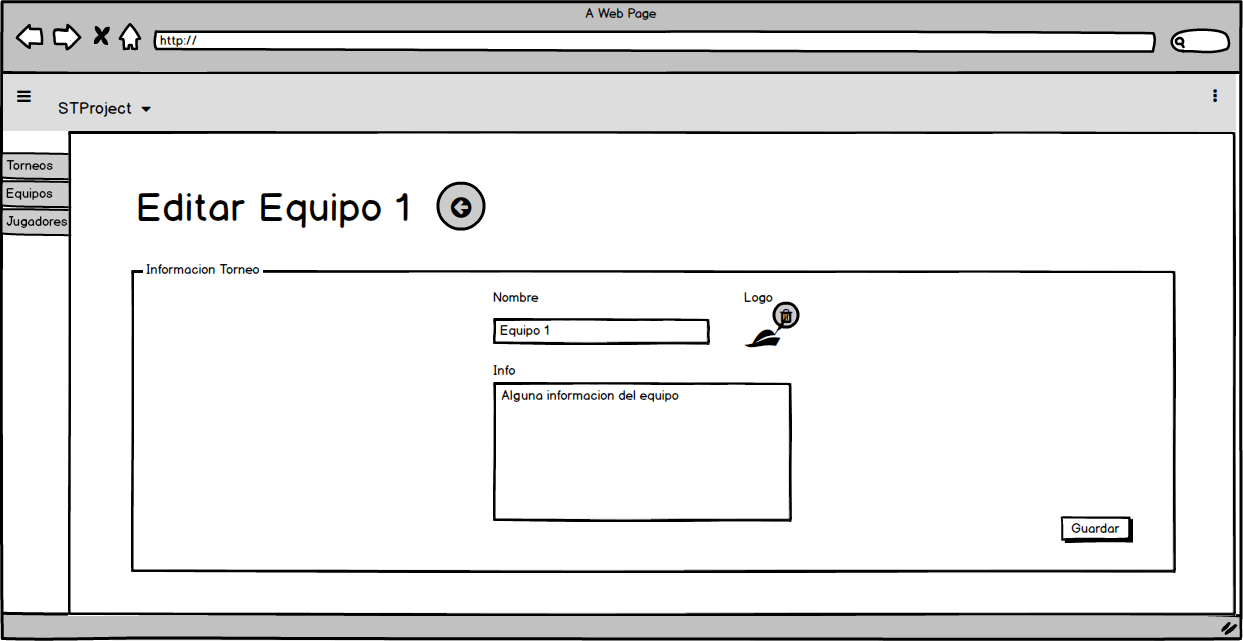 A Web Page
http://
STProject
Torneos
Equipos
Jugadores
Editar Equipo 1
Informacion Torneo
Nombre
Logo
Equipo 1
Info
Alguna informacion del equipo
Guardar